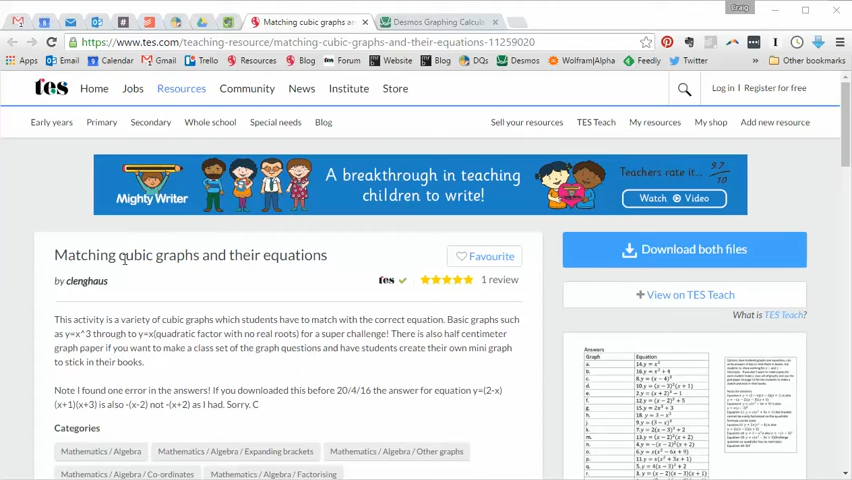 Craig
Matching cubic graphs an
Desmos Graphing Calcula
https://www.tes.com/teaching-resource/matching-cubic-graphs-and-their-equations-11259020
Apps Email Calendar Gmail Trello Resources Blog Forum Website Blog Desmos DQs Wolfram|Alpha Feedly Twitter Other bookmarks
tes Home Jobs Resources Community News Institute Store Log in | Register for free
Early years Primary Secondary Whole school Special needs Blog Sell your resources TES Teach My resources My shop Add new resource
Mighty Writer
A breakthrough in teaching
children to write!
Teachers rate it...
9.7
10
Watch Video
Matching cubic graphs and their equations
Favourite
by clenghaus
tes
1 review
This activity is a variety of cubic graphs which students have to match with the correct equation. Basic graphs such
as y=x^3 through to y=x(quadratic factor with no real roots) for a super challenge! There is also half centimeter
graph paper if you want to make a class set of the graph questions and have students create their own mini graph
to stick in their books.
Note I found one error in the answers! If you downloaded this before 20/4/16 the answer for equation y=(2-x)
(x+1)(x+3) is also -(x-2) not -(x+2) as I had. Sorry. C
Categories
Mathematics / Algebra
Mathematics / Algebra / Expanding brackets
Mathematics / Algebra / Other graphs
Mathematics / Algebra / Co-ordinates
Mathematics / Algebra / Factorising
Download both files
+ View on TES Teach
What is TES Teach?
Answers
Graph Equation